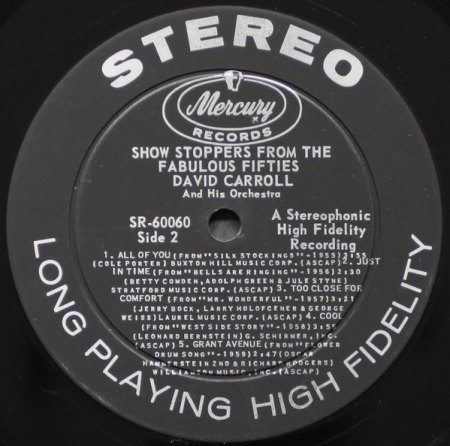 STEREO
Mercury
RECORDS
SHOW STOPPERS FROM THE
FABULOUS FIFTIES
DAVID CARROLL
And His Orchestra
SR-60060
Side 2
A Stereophonic
High Fidelity
Recording
1. ALL OF YOU (FROM "SILK STOCKINGS" - 1955) 3:55
(COLE PORTER) BUXTON HILL MUSIC CORP. (ASCAP) 2. JUST
IN TIME (FROM "BELLS ARE RINGING" - 1956) 2:30
(BETTY COMDEN, ADOLPH GREEN & JULE STYNE)
STRATFORD MUSIC CORP. (ASCAP) 3. TOO CLOSE FOR
COMFORT (FROM "MR. WONDERFUL" - 1957) 3:21
(JERRY BOCK, LARRY HOLOFCENER & GEORGE
WEISS) LAUREL MUSIC CORP. (ASCAP) 4. COOL
(FROM "WEST SIDE STORY" - 1958) 3:55
(LEONARD BERNSTEIN) G. SCHIRMER, INC.
(ASCAP) 5. GRANT AVENUE (FROM "FLOWER
DRUM SONG" - 1959) 2:47 (OSCAR
HAMMERSTEIN 2ND & RICHARD RODGERS)
WILLIAMSON MUSIC, INC. (ASCAP)
LONG PLAYING HIGH FIDELITY